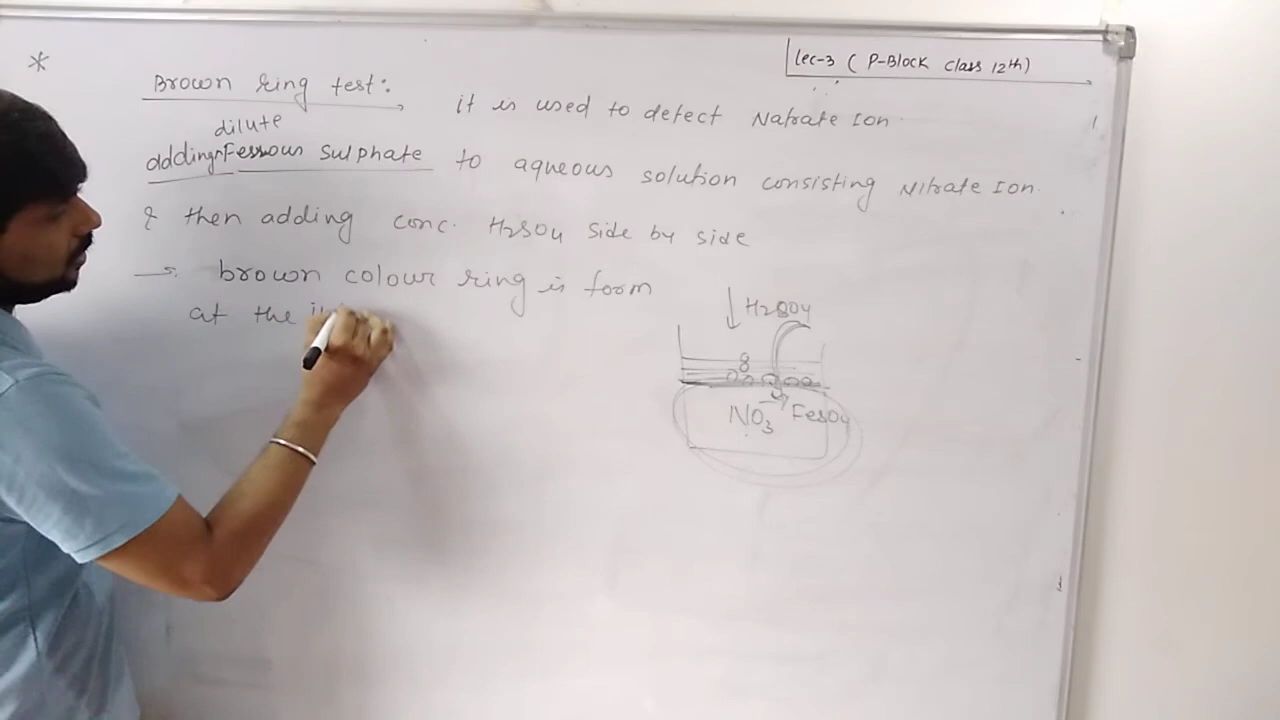 Lec-3 ( P-Block Class 12th)
Brown ring test: it is used to detect Natrate Ion
dilute
adding Ferrous Sulphate to aqueous solution consisting Nitrate Ion.
& then adding conc. H2SO4 side by side
→ brown colour ring is form
at the
↓ H2SO4
NO3- FeSO4